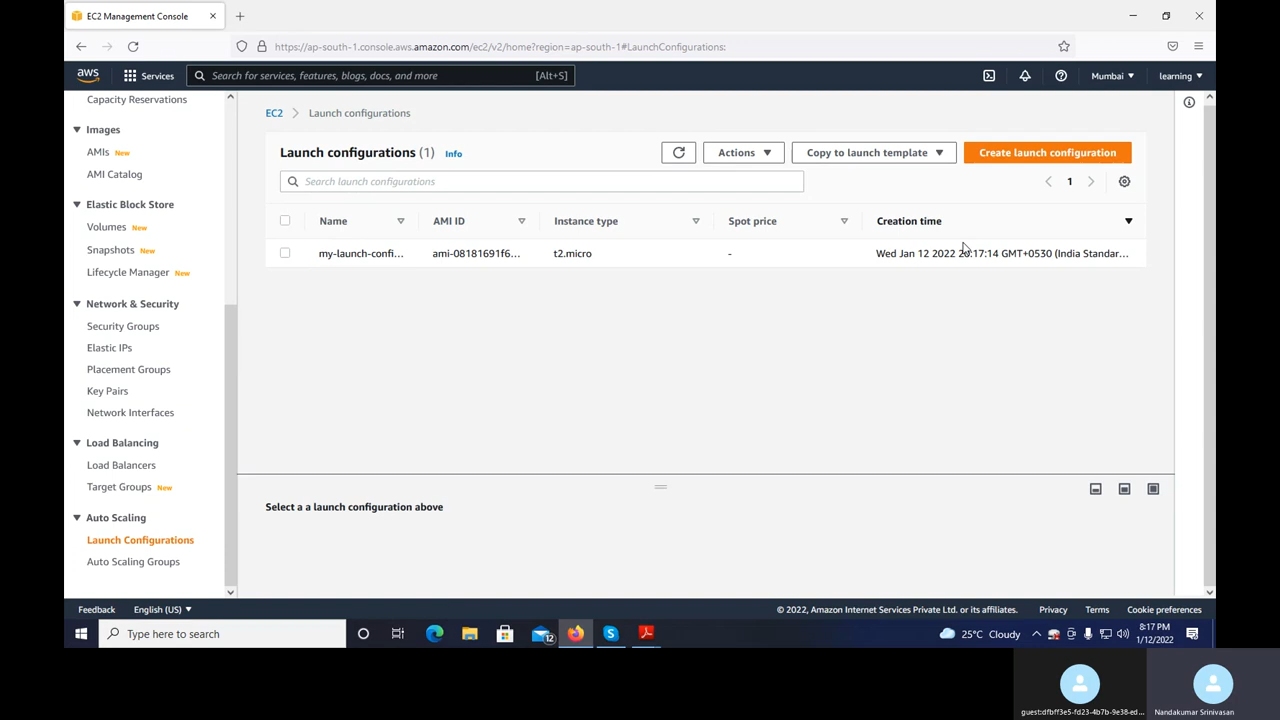 EC2 Management Console
https://ap-south-1.console.aws.amazon.com/ec2/v2/home?region=ap-south-1#LaunchConfigurations:
aws
Services
Search for services, features, blogs, docs, and more
[Alt+S]
Mumbai
learning
Capacity Reservations
Images
AMIs New
AMI Catalog
Elastic Block Store
Volumes New
Snapshots New
Lifecycle Manager New
Network & Security
Security Groups
Elastic IPs
Placement Groups
Key Pairs
Network Interfaces
Load Balancing
Load Balancers
Target Groups New
Auto Scaling
Launch Configurations
Auto Scaling Groups
EC2 > Launch configurations
Launch configurations (1) Info
Actions
Copy to launch template
Create launch configuration
Search launch configurations
1
Name AMI ID Instance type Spot price Creation time
my-launch-confi... ami-08181691f6... t2.micro - Wed Jan 12 2022 20:17:14 GMT+0530 (India Standar...
Select a a launch configuration above
Feedback English (US) © 2022, Amazon Internet Services Private Ltd. or its affiliates. Privacy Terms Cookie preferences
Type here to search
12
25°C Cloudy
8:17 PM
1/12/2022
guest:dfbff3e5-fd23-4b7b-9e38-ed...
Nandakumar Srinivasan